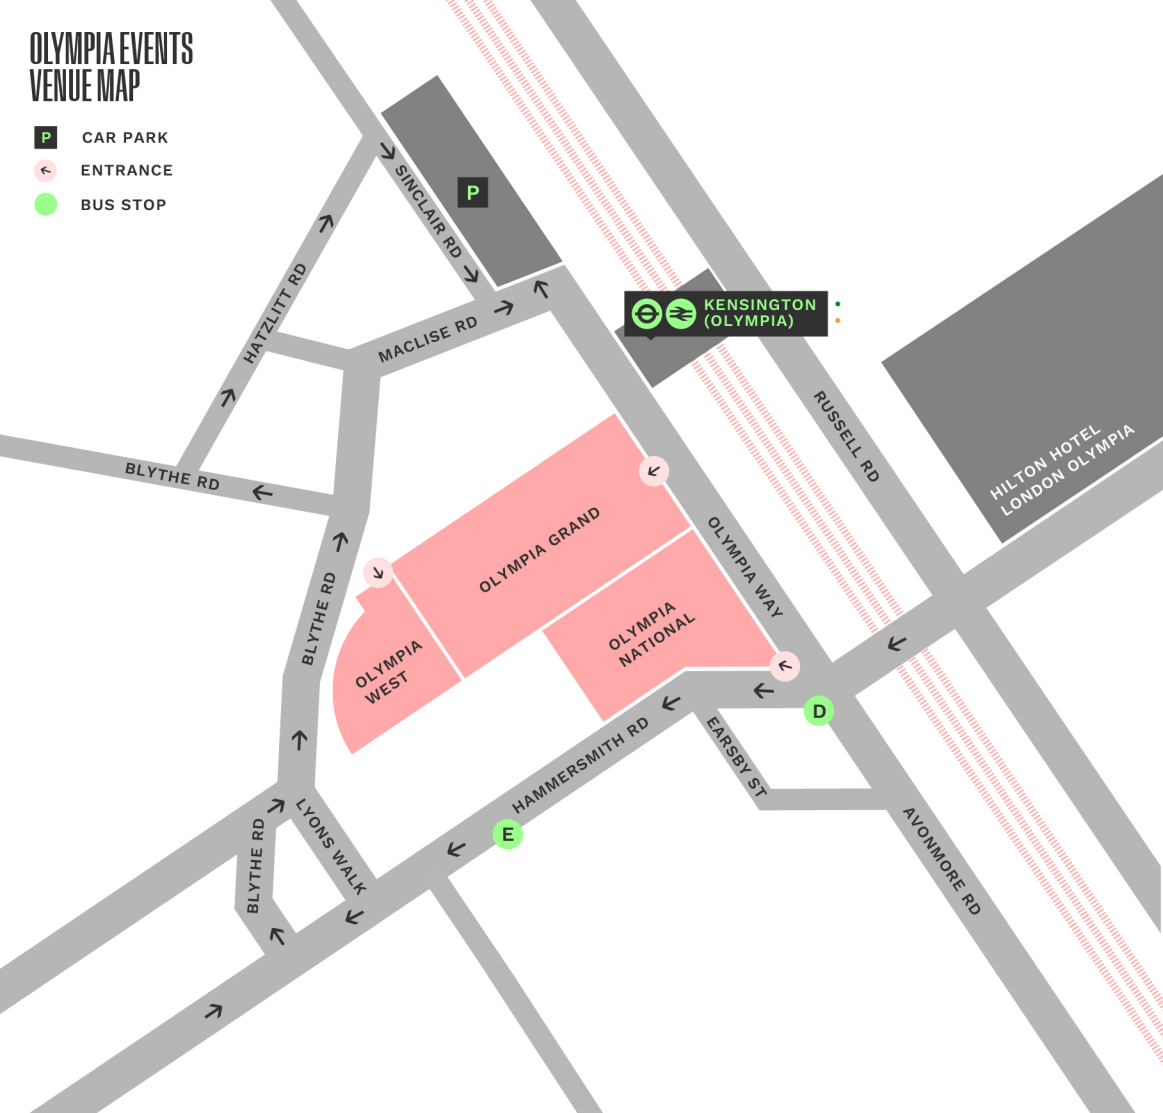 OLYMPIA EVENTS
VENUE MAP
P CAR PARK
ENTRANCE
BUS STOP
SINCLAIR RD
P
KENSINGTON
(OLYMPIA)
HATZLITT RD
MACLISE RD
RUSSELL RD
HILTON HOTEL
LONDON OLYMPIA
BLYTHE RD
OLYMPIA GRAND
OLYMPIA WAY
BLYTHE RD
OLYMPIA
NATIONAL
OLYMPIA
WEST
D
HAMMERSMITH RD
EARSBY ST
E
LYONS WALK
BLYTHE RD
AVONMORE RD